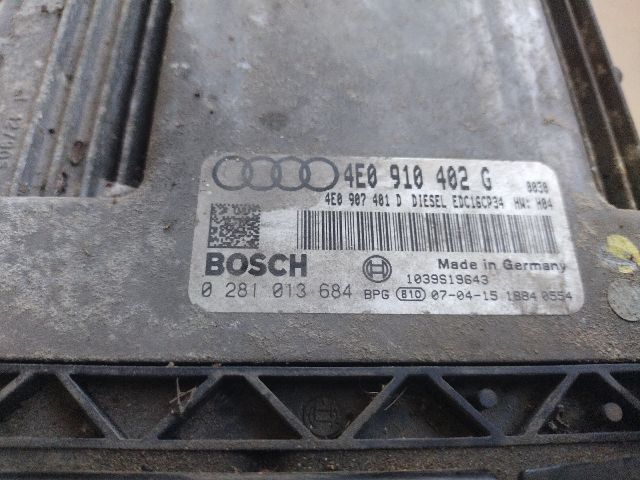 4E0 910 402 G 0030
4E0 907 401 D DIESEL EDC16CP34 HW: H04
BOSCH
Made in Germany
1039S19643
0 281 013 684 BPG B10 07-04-15 1884 0554